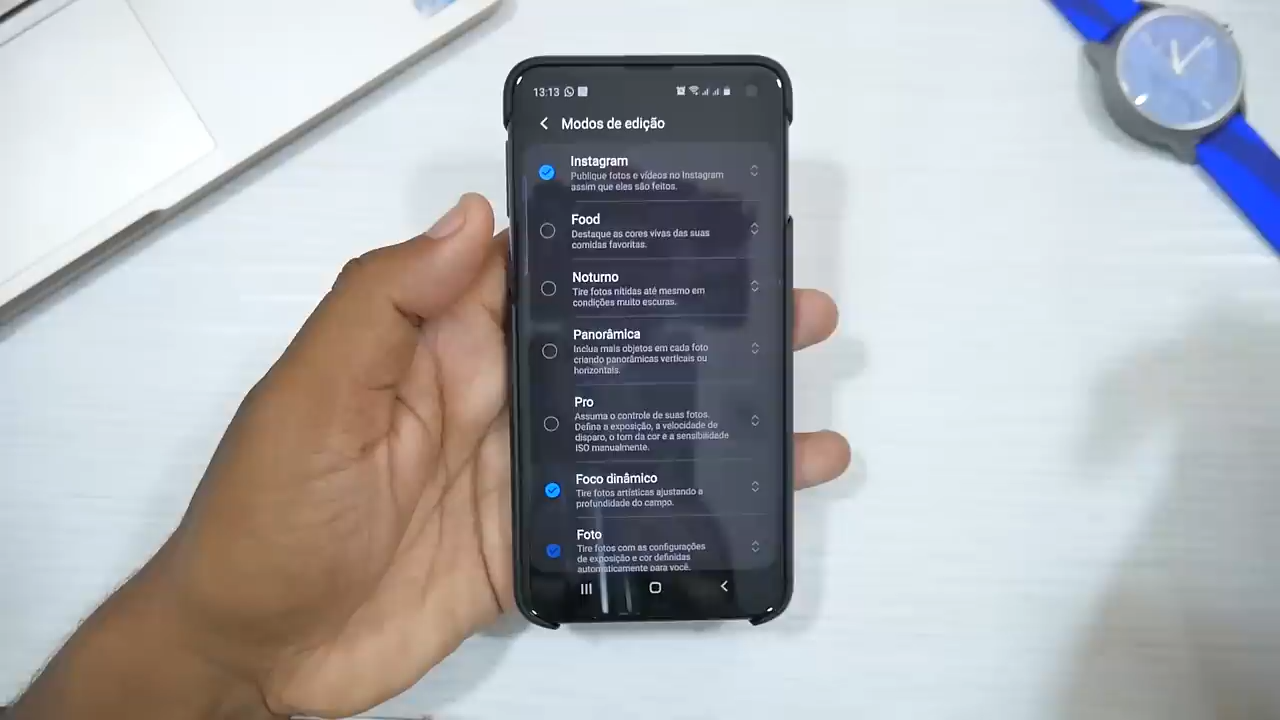 13:13
Modos de edição
Instagram
Publique fotos e vídeos no Instagram
assim que eles são feitos.
Food
Destaque as cores vivas das suas
comidas favoritas.
Noturno
Tire fotos nítidas até mesmo em
condições muito escuras.
Panorâmica
Inclua mais objetos em cada foto
criando panorâmicas verticais ou
horizontais.
Pro
Assuma o controle de suas fotos.
Defina a exposição, a velocidade de
disparo, o tom da cor e a sensibilidade
ISO manualmente.
Foco dinâmico
Tire fotos artísticas ajustando a
profundidade do campo.
Foto
Tire fotos com as configurações
de exposição e cor definidas
automaticamente para você.